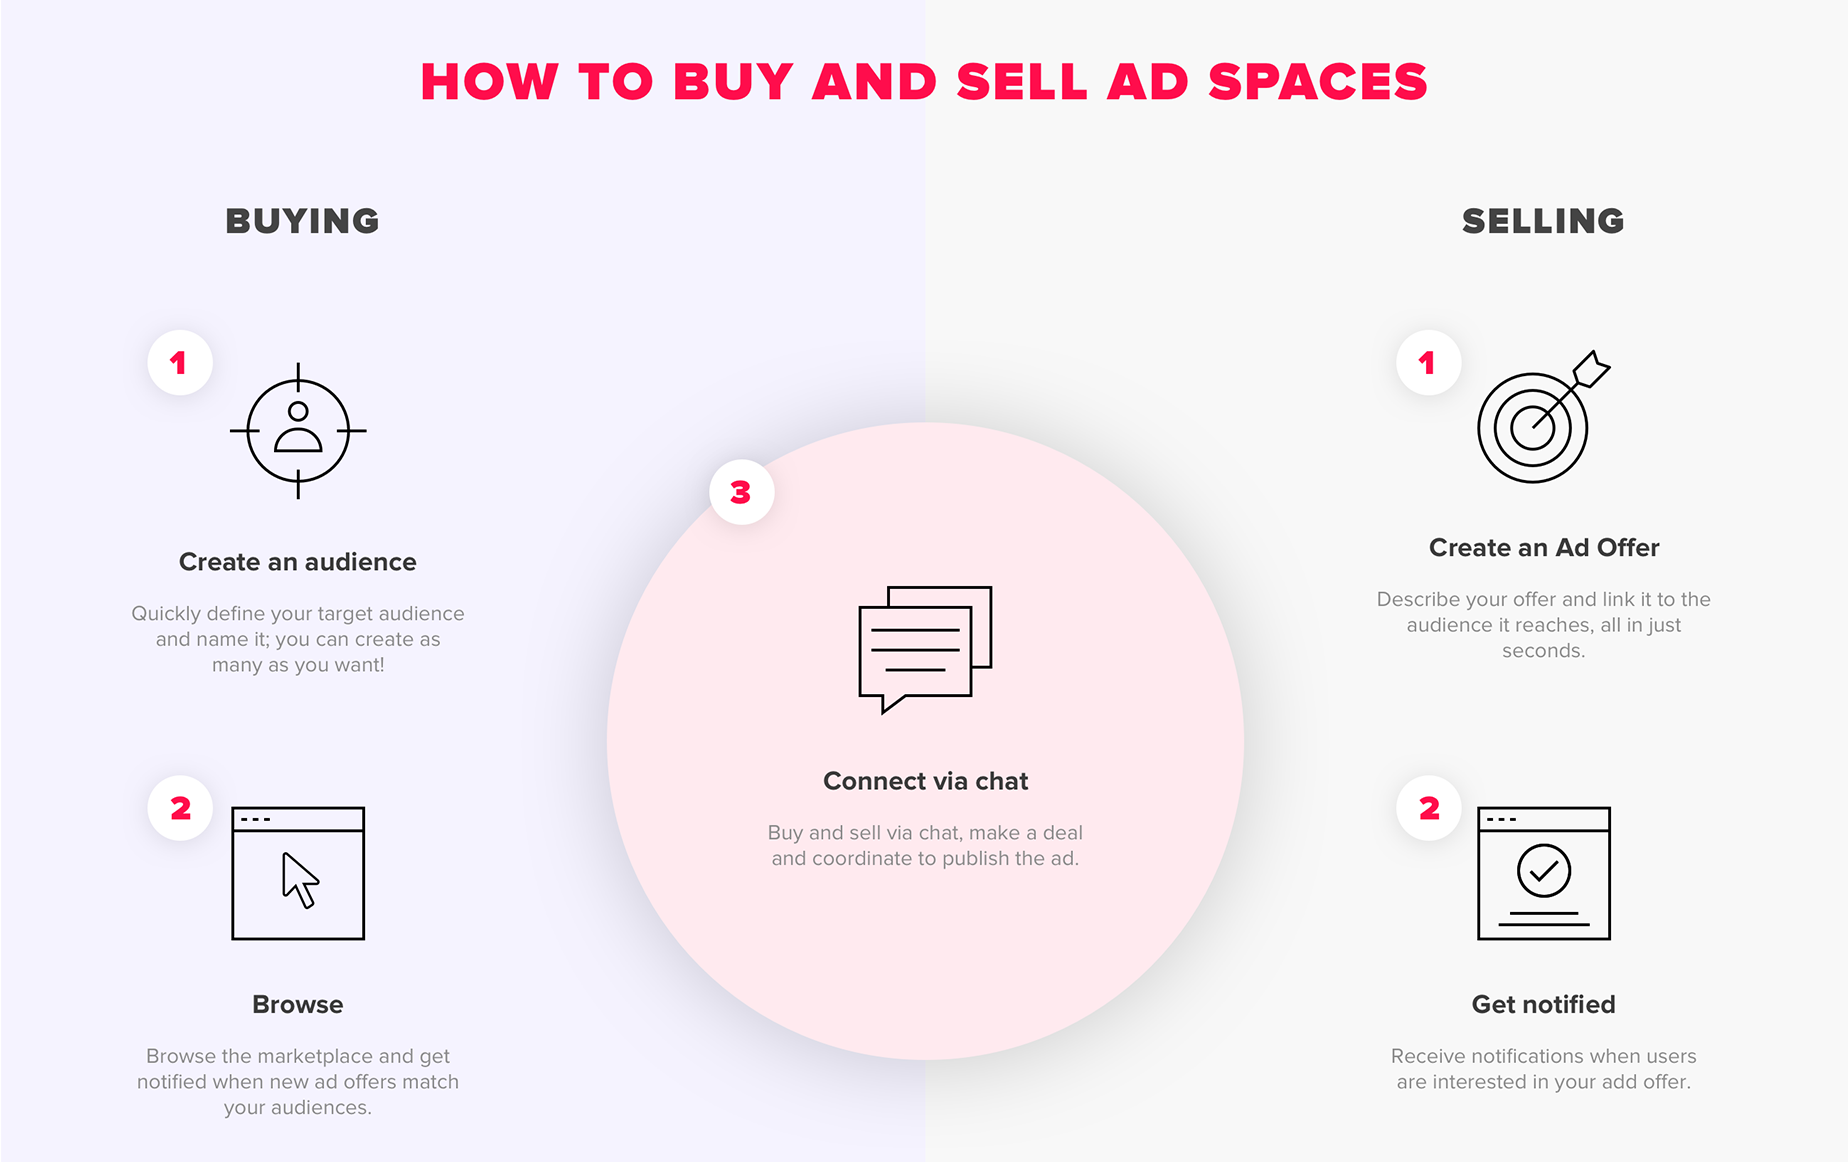 HOW TO BUY AND SELL AD SPACES
BUYING
1
Create an audience
Quickly define your target audience
and name it; you can create as
many as you want!
2
Browse
Browse the marketplace and get
notified when new ad offers match
your audiences.
3
Connect via chat
Buy and sell via chat, make a deal
and coordinate to publish the ad.
SELLING
1
Create an Ad Offer
Describe your offer and link it to the
audience it reaches, all in just
seconds.
2
Get notified
Receive notifications when users
are interested in your add offer.